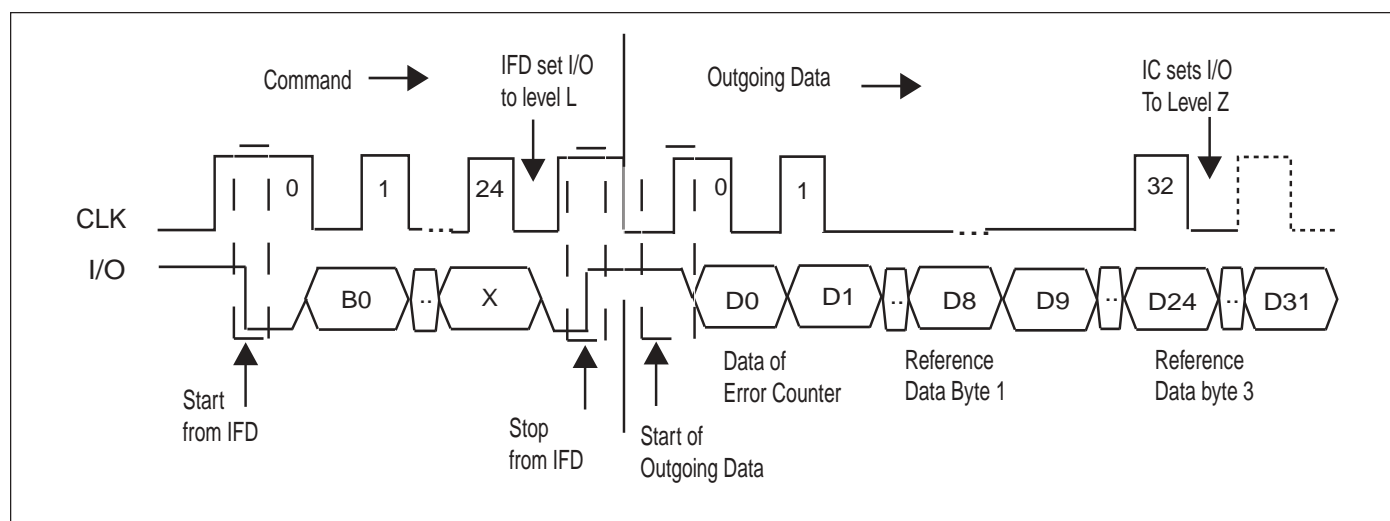 Command
IFD set I/O
to level L
Outgoing Data
IC sets I/O
To Level Z
CLK
0
1
24
0
1
32
I/O
B0
..
X
D0
D1
..
D8
D9
..
D24
..
D31
Start
from IFD
Stop
from IFD
Start of
Outgoing Data
Data of
Error Counter
Reference
Data Byte 1
Reference
Data byte 3